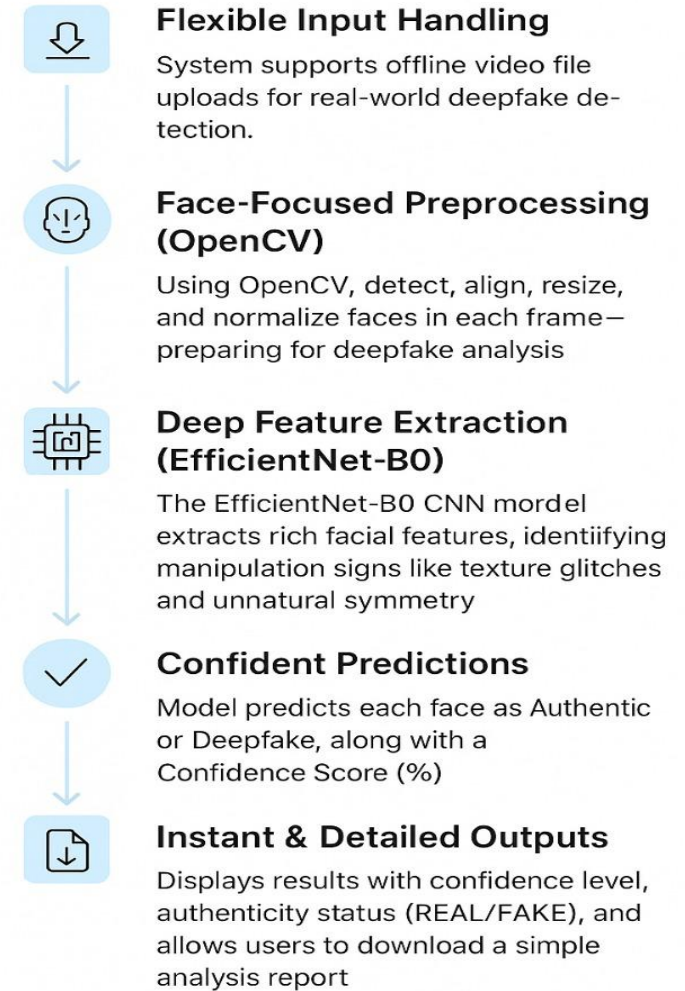 Flexible Input Handling
System supports offline video file
uploads for real-world deepfake de-
tection.
Face-Focused Preprocessing
(OpenCV)
Using OpenCV, detect, align, resize,
and normalize faces in each frame—
preparing for deepfake analysis
Deep Feature Extraction
(EfficientNet-B0)
The EfficientNet-B0 CNN mordel
extracts rich facial features, identiifying
manipulation signs like texture glitches
and unnatural symmetry
Confident Predictions
Model predicts each face as Authentic
or Deepfake, along with a
Confidence Score (%)
Instant & Detailed Outputs
Displays results with confidence level,
authenticity status (REAL/FAKE), and
allows users to download a simple
analysis report